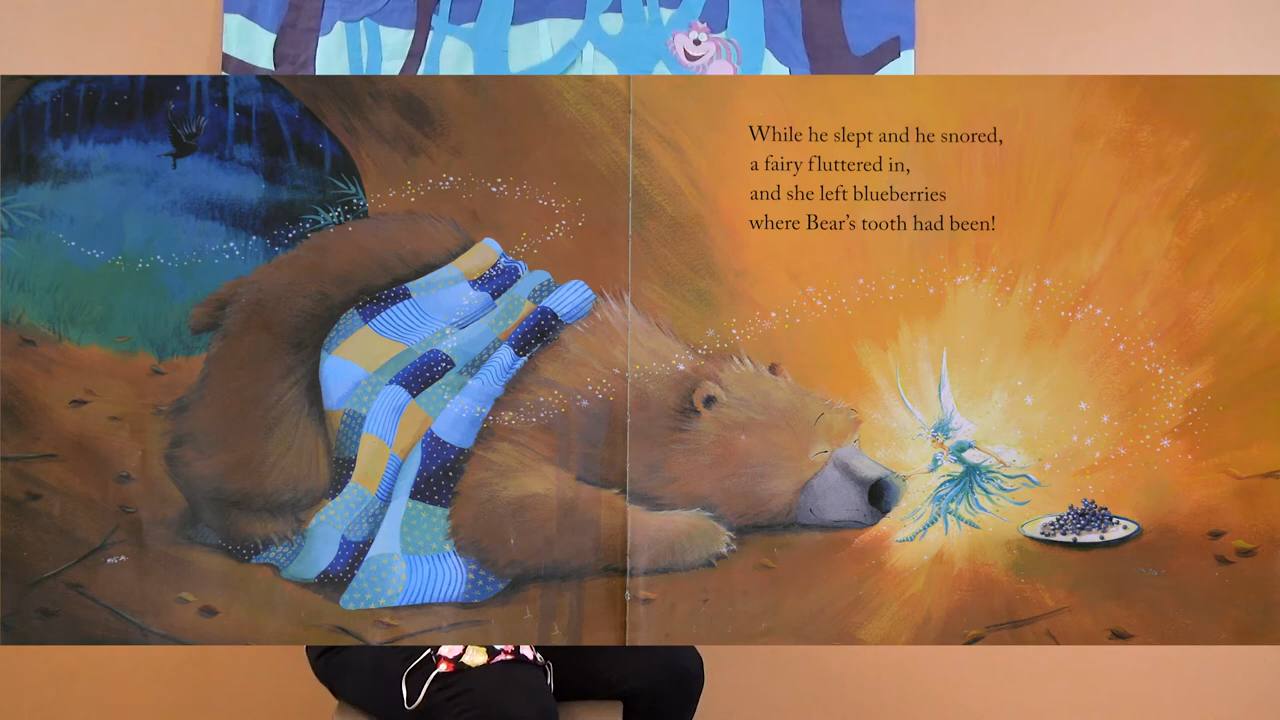 While he slept and he snored,
a fairy fluttered in,
and she left blueberries
where Bear's tooth had been!